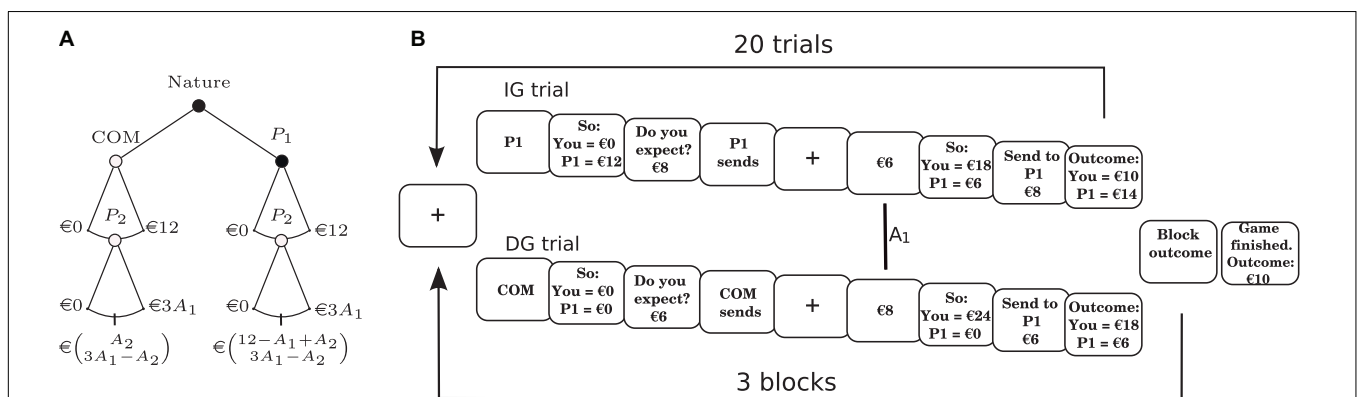 A
Nature
COM
P1
€0
P2
€12
€0
P2
€12
€0
€3A1
€0
€3A1
€(A2
3A1−A2)
€(12−A1+A2
3A1−A2)
B
20 trials
IG trial
P1
So:
You = €0
P1 = €12
Do you
expect?
€8
P1
sends
+
€6
So:
You = €18
P1 = €6
Send to
P1
€8
Outcome:
You = €10
P1 = €14
+
A1
DG trial
COM
So:
You = €0
P1 = €0
Do you
expect?
€6
COM
sends
+
€8
So:
You = €24
P1 = €0
Send to
P1
€6
Outcome:
You = €18
P1 = €6
Block
outcome
Game
finished.
Outcome:
€10
3 blocks